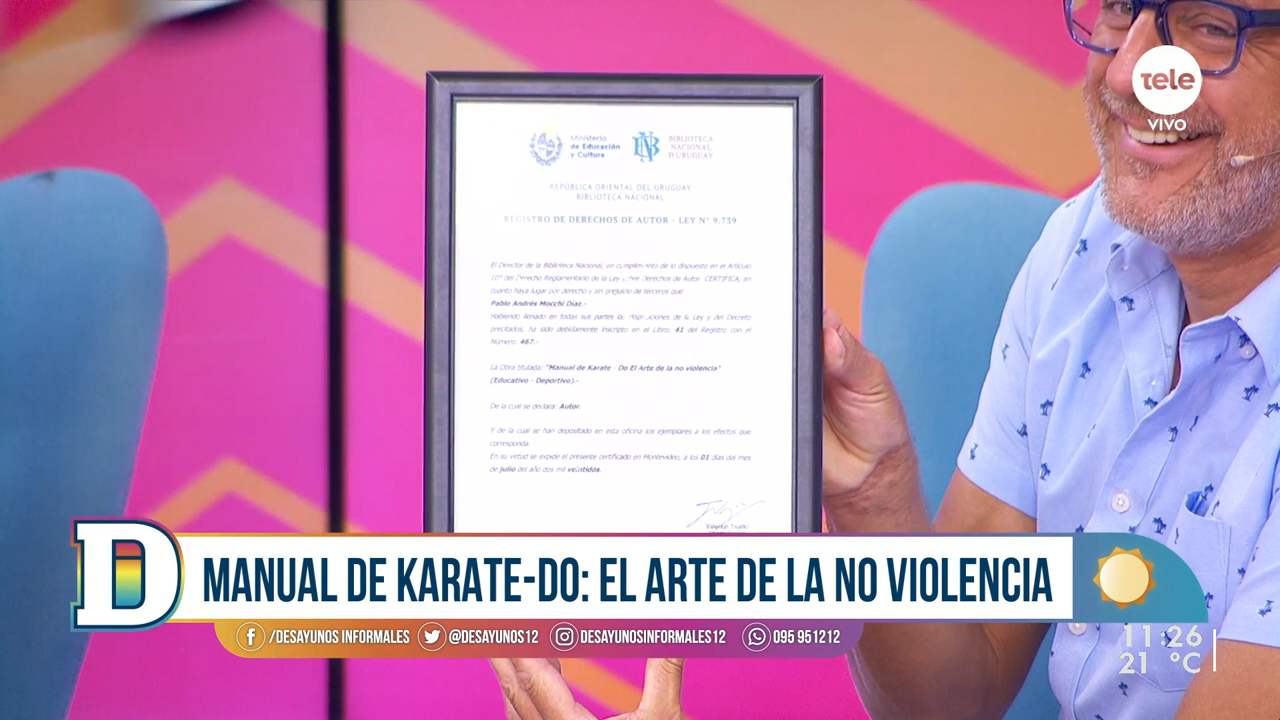 tele
VIVO
Ministerio
de Educación
y Cultura
BIBLIOTECA
NACIONAL
D URUGUAY
REPÚBLICA ORIENTAL DEL URUGUAY
BIBLIOTECA NACIONAL
REGISTRO DE DERECHOS DE AUTOR - LEY N° 9.739
El Director de la Biblioteca Nacional, en cumplimiento de lo dispuesto en el Artículo
10° del Derecho Reglamentario de la Ley sobre Derechos de Autor CERTIFICA, en
cuanto haya lugar por derecho y sin prejuicio de terceros que
Pablo Andrés Mocchi Díaz.-
Habiendo llenado en todas sus partes las disposiciones de la Ley y del Decreto
precitados, ha sido debidamente inscripto en el Libro: 41 del Registro con el
Número: 467.-
La Obra titulada: "Manual de Karate - Do El Arte de la no violencia"
(Educativo - Deportivo).-
De la cual se declara: Autor.
Y de la cual se han depositado en esta oficina los ejemplares a los efectos que
corresponda.
En su virtud se expide el presente certificado en Montevideo, a los 01 días del mes
de julio del año dos mil veintidos.
D
MANUAL DE KARATE-DO: EL ARTE DE LA NO VIOLENCIA
/DESAYUNOS INFORMALES @DESAYUNOS12 DESAYUNOSINFORMALES12 095 951212
11:26
21 °C